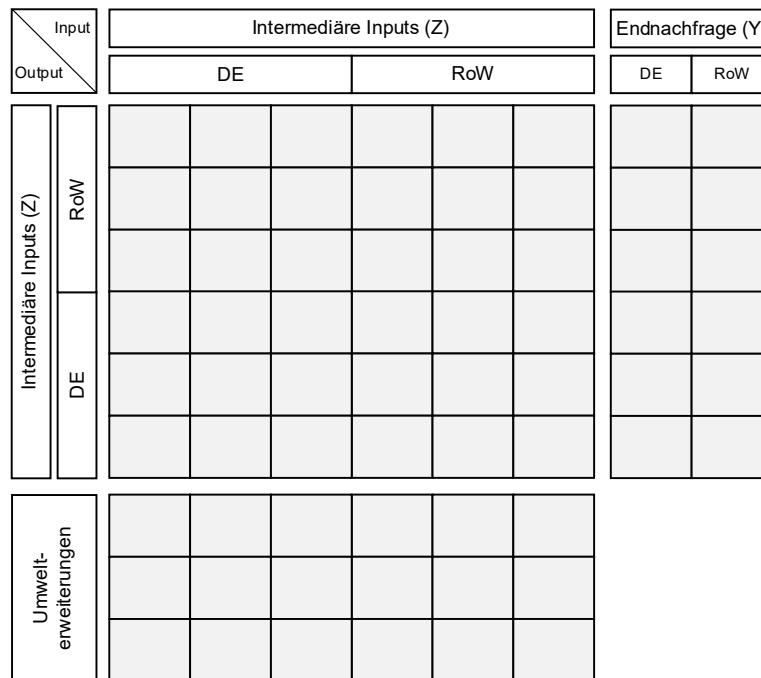 Input
Output
Intermediäre Inputs (Z)
Endnachfrage (Y
DE
RoW
DE
RoW
Intermediäre Inputs (Z)
RoW
DE
Umwelt-
erweiterungen